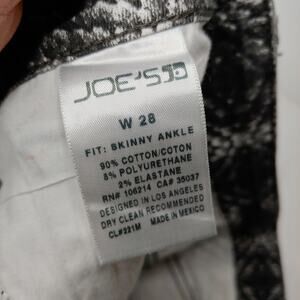 JOE'S
W 28
FIT: SKINNY ANKLE
90% COTTON/COTON
8% POLYURETHANE
2% ELASTANE
RN# 106214 CA# 35037
DESIGNED IN LOS ANGELES
DRY CLEAN RECOMMENDED
CL#221M MADE IN MEXICO